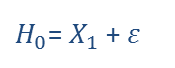 H₀= X₁ + ε